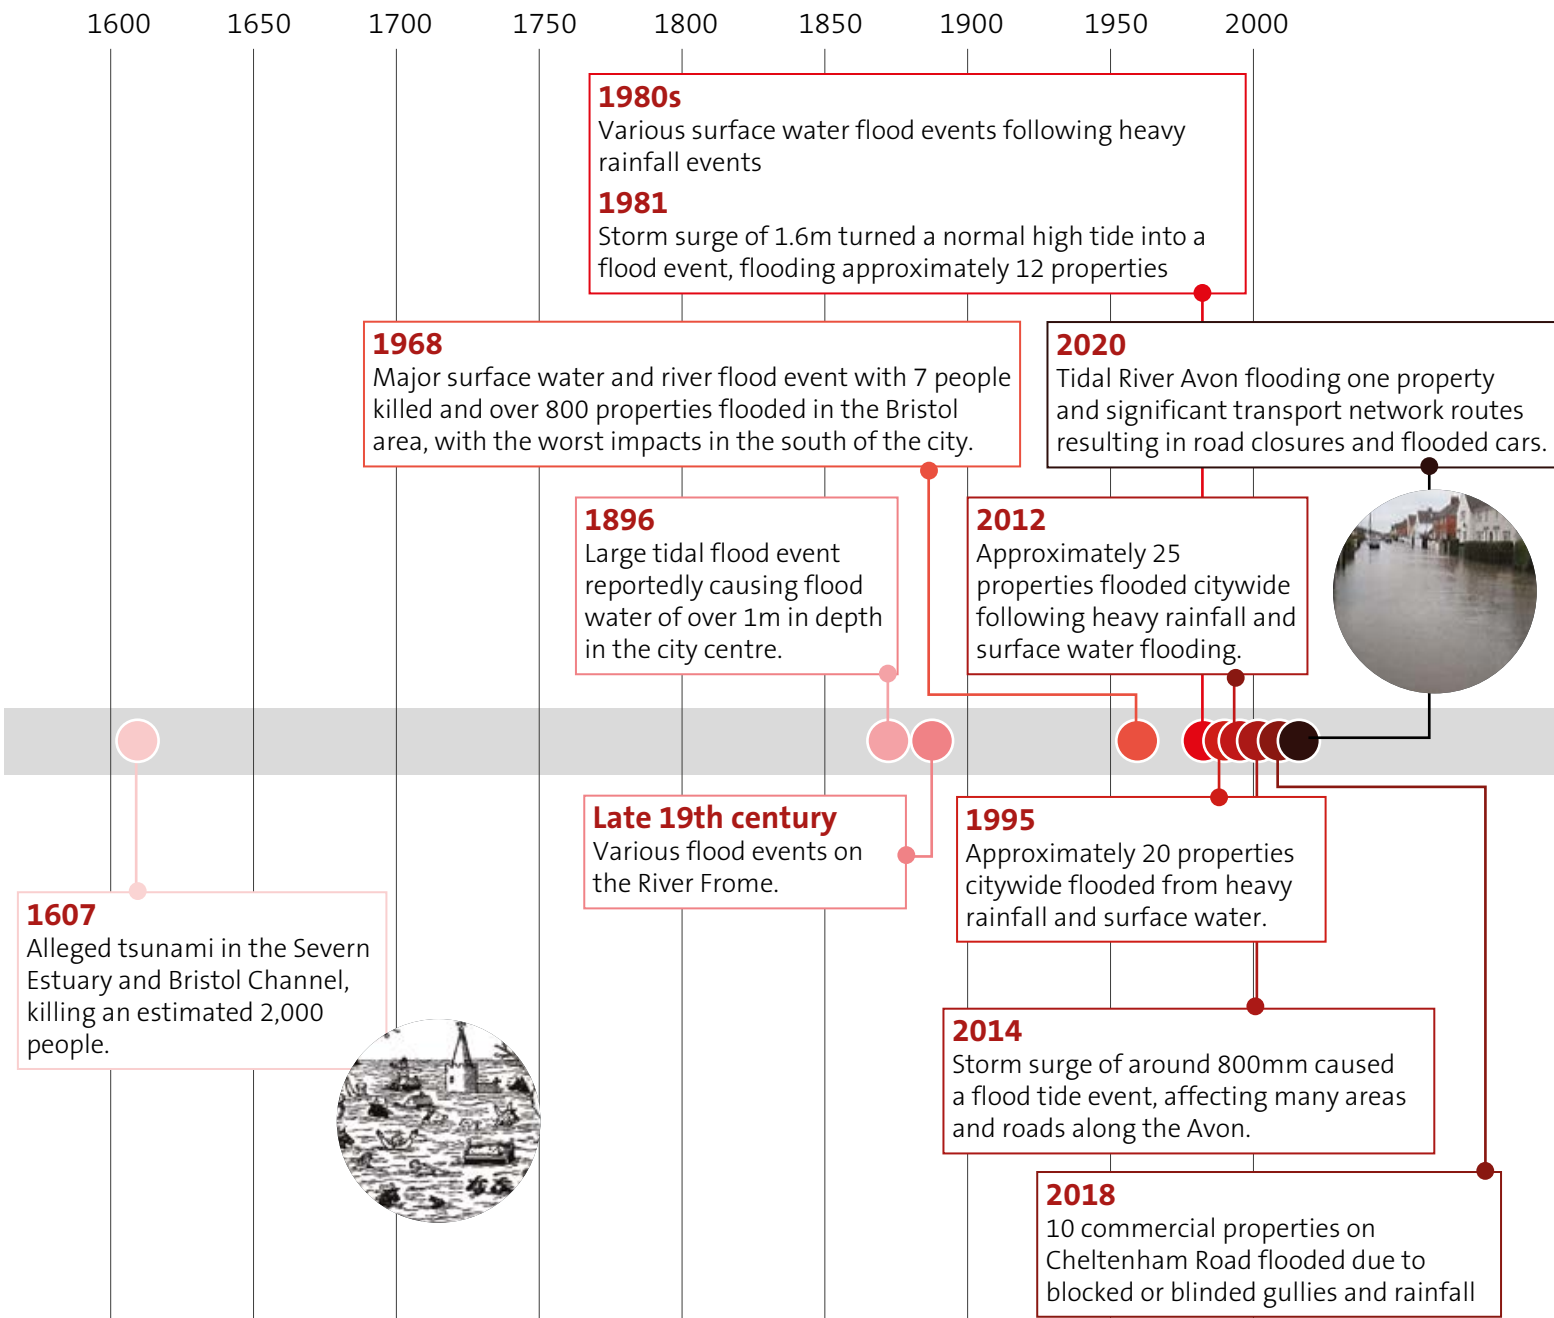 1600 1650 1700 1750 1800 1850 1900 1950 2000
1980s
Various surface water flood events following heavy
rainfall events
1981
Storm surge of 1.6m turned a normal high tide into a
flood event, flooding approximately 12 properties
1968
Major surface water and river flood event with 7 people
killed and over 800 properties flooded in the Bristol
area, with the worst impacts in the south of the city.
2020
Tidal River Avon flooding one property
and significant transport network routes
resulting in road closures and flooded cars.
1896
Large tidal flood event
reportedly causing flood
water of over 1m in depth
in the city centre.
2012
Approximately 25
properties flooded citywide
following heavy rainfall and
surface water flooding.
Late 19th century
Various flood events on
the River Frome.
1995
Approximately 20 properties
citywide flooded from heavy
rainfall and surface water.
1607
Alleged tsunami in the Severn
Estuary and Bristol Channel,
killing an estimated 2,000
people.
2014
Storm surge of around 800mm caused
a flood tide event, affecting many areas
and roads along the Avon.
2018
10 commercial properties on
Cheltenham Road flooded due to
blocked or blinded gullies and rainfall